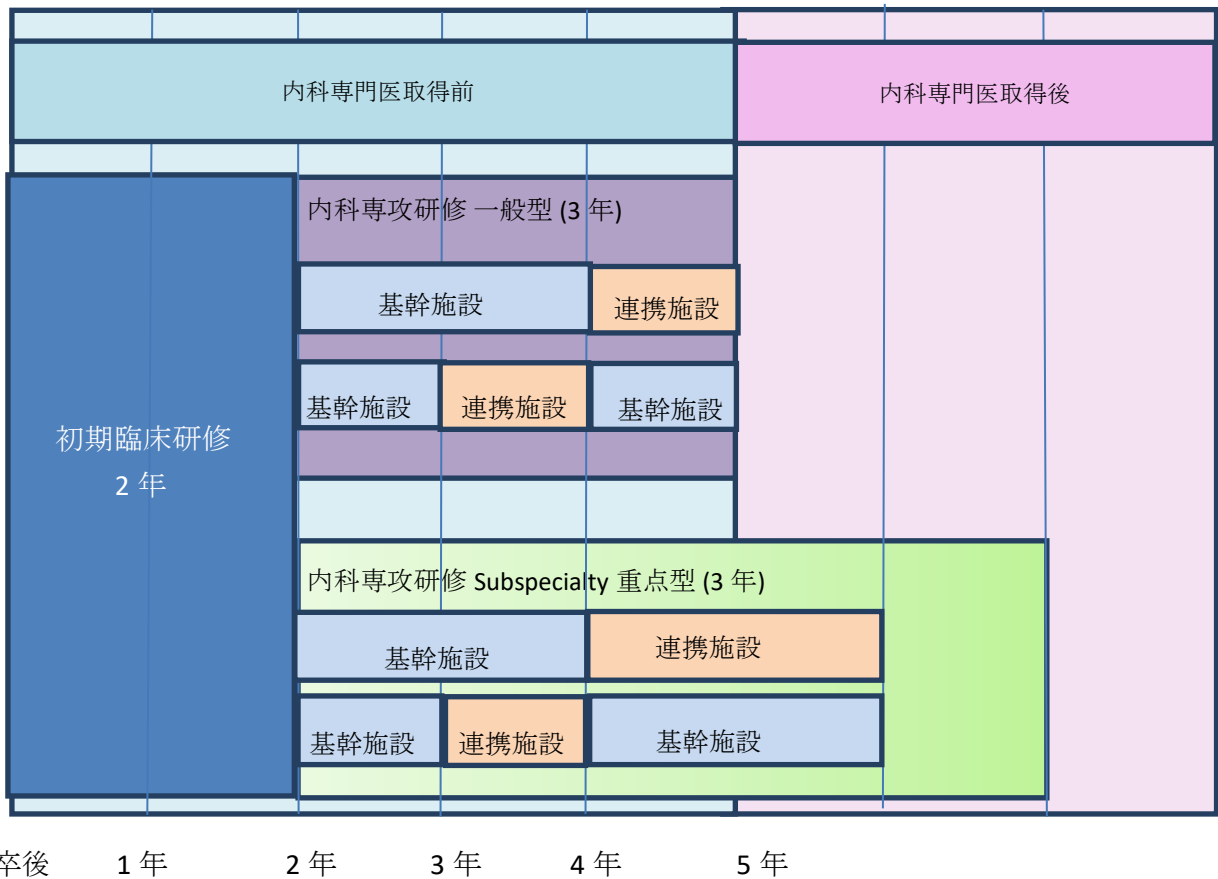 内科専門医取得前
内科専門医取得後
内科専攻研修 一般型 (3 年)
基幹施設
連携施設
基幹施設
連携施設
基幹施設
初期臨床研修
2 年
内科専攻研修 Subspecialty 重点型 (3 年)
基幹施設
連携施設
基幹施設
連携施設
基幹施設
卒後 1 年 2 年 3 年 4 年 5 年